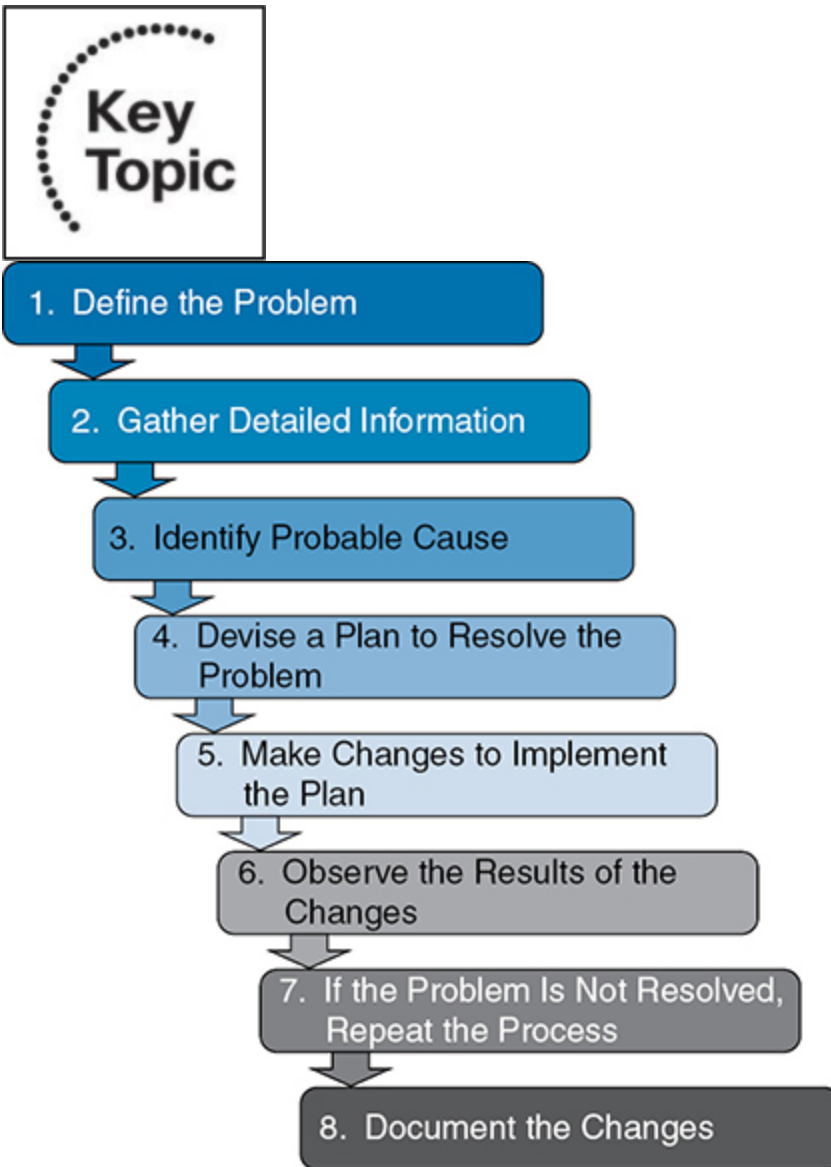 Key
Topic
1. Define the Problem
2. Gather Detailed Information
3. Identify Probable Cause
4. Devise a Plan to Resolve the
Problem
5. Make Changes to Implement
the Plan
6. Observe the Results of the
Changes
7. If the Problem Is Not Resolved,
Repeat the Process
8. Document the Changes